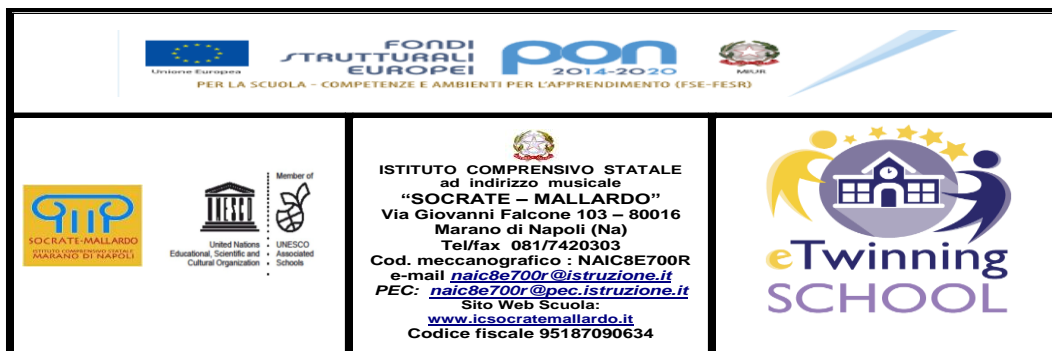 FONDI
STRUTTURALI
EUROPEI
pon
2014-2020
Unione Europea
MIUR
PER LA SCUOLA - COMPETENZE E AMBIENTI PER L'APPRENDIMENTO (FSE-FESR)
SOCRATE-MALLARDO
ISTITUTO COMPRENSIVO STATALE
MARANO DI NAPOLI
UNESCO
United Nations
Educational, Scientific and
Cultural Organization
Member of
UNESCO
Associated
Schools
ISTITUTO COMPRENSIVO STATALE
ad indirizzo musicale
“SOCRATE – MALLARDO”
Via Giovanni Falcone 103 – 80016
Marano di Napoli (Na)
Tel/fax 081/7420303
Cod. meccanografico : NAIC8E700R
e-mail naic8e700r@istruzione.it
PEC: naic8e700r@pec.istruzione.it
Sito Web Scuola:
www.icsocratemallardo.it
Codice fiscale 95187090634
eTwinning
SCHOOL